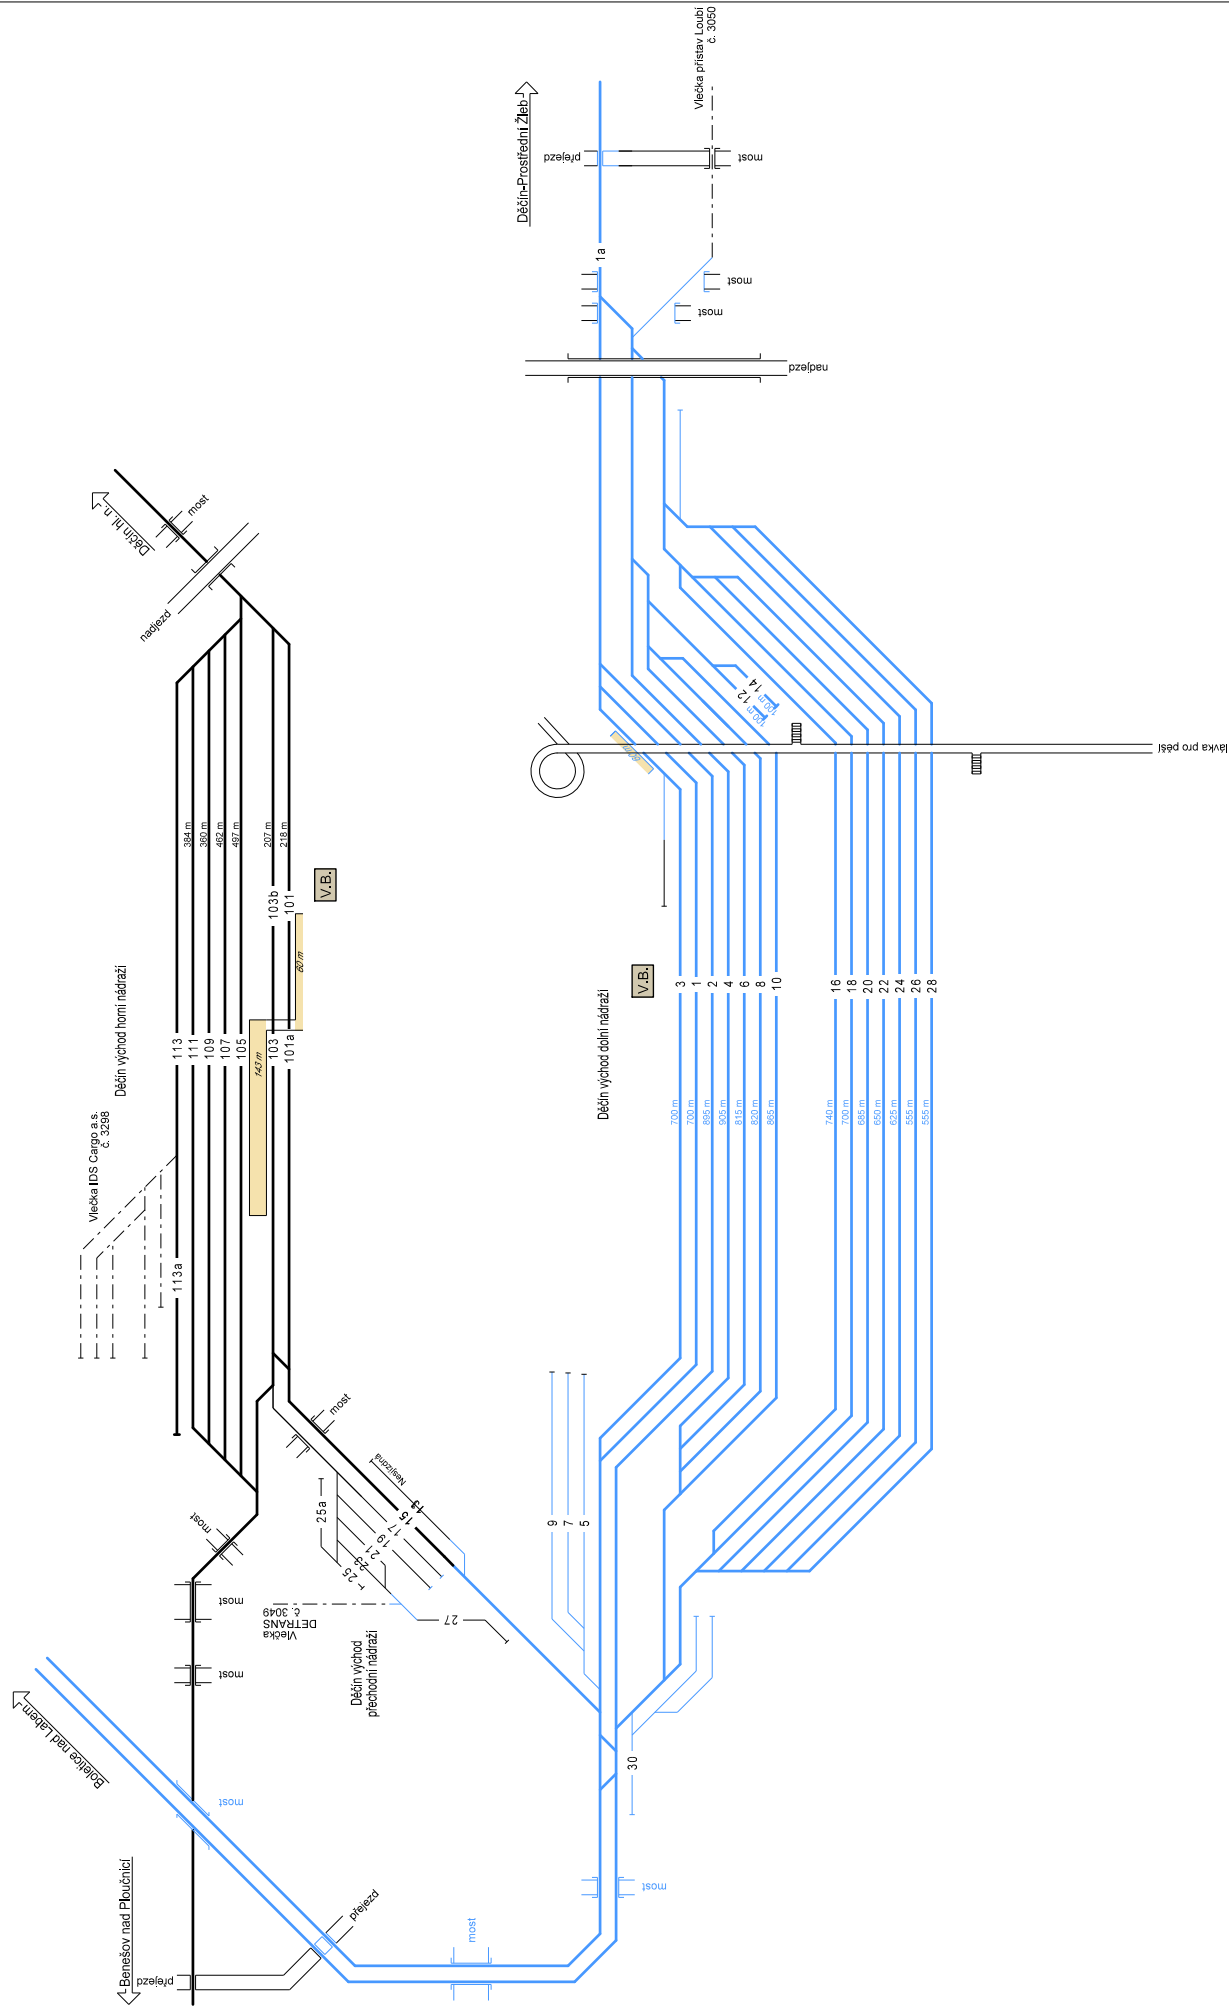 Vlečka přístav Loubí
č. 3050
Děčín-Prostřední Žleb
přejezd
most
1a
most
most
nadjezd
Děčín hl. n.
most
nadjezd
14
12
100 m
100 m
lávka pro pěší
384 m
360 m
462 m
497 m
207 m
218 m
V.B.
103b
101
60 m
Děčín východ horní nádraží
113
111
109
107
105
103
101a
143 m
V.B.
3
1
2
4
6
8
10
16
18
20
22
24
26
28
Děčín východ dolní nádraží
700 m
700 m
895 m
905 m
815 m
820 m
865 m
740 m
700 m
685 m
650 m
625 m
555 m
555 m
Vlečka IDS Cargo a.s.
č. 3298
113a
most
Nesjízdná
13
15
17
19
21
23
25
25a
27
9
7
5
most
most
most
Vlečka
DETRANS
č. 3049
Děčín východ
přechodní nádraží
Boletice nad Labem
most
30
Benešov nad Ploučnicí
přejezd
přejezd
most
most